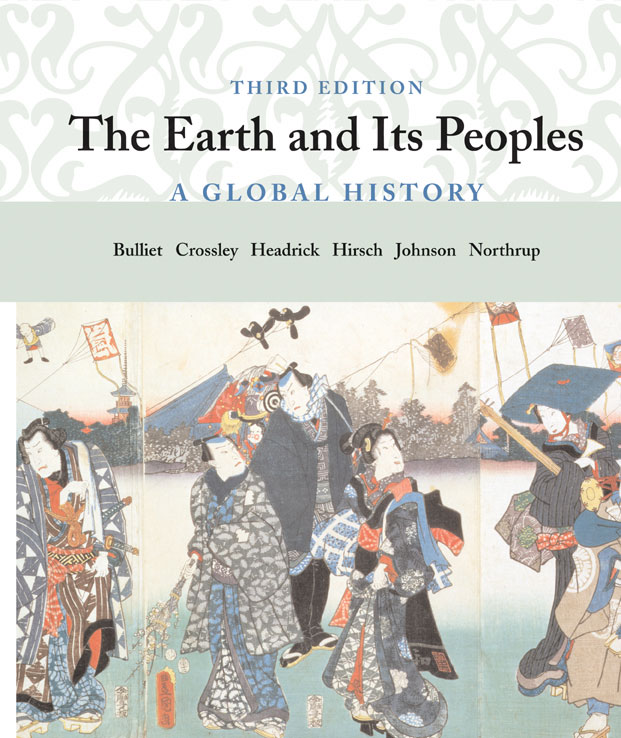 THIRD EDITION
The Earth and Its Peoples
A GLOBAL HISTORY
Bulliet Crossley Headrick Hirsch Johnson Northrup